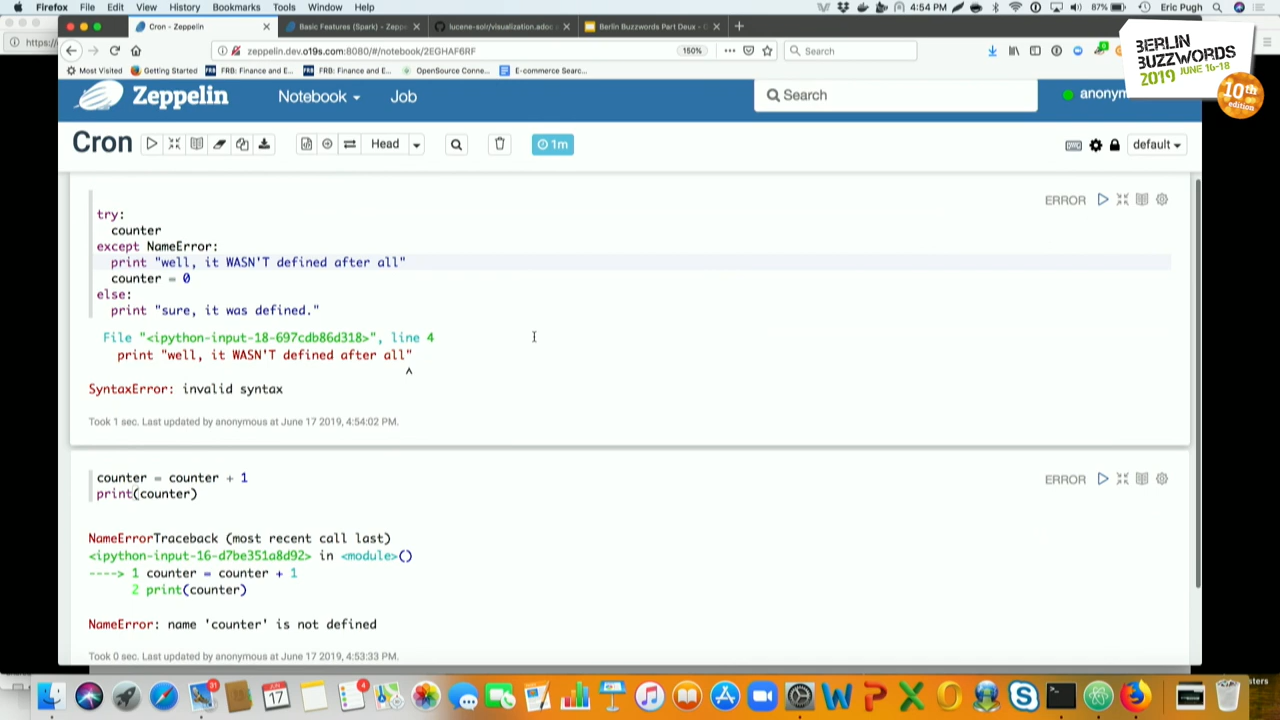 Firefox File Edit View History Bookmarks Tools Window Help
4:54 PM 87% Eric Pugh
Cron - Zeppelin
Basic Features (Spark) - Zeppe
lucene-solr/visualization.adoc
Berlin Buzzwords Part Deux - G
https:/
zeppelin.dev.o19s.com:8080/#/notebook/2EGHAF6RF
150%
Search
Most Visited
Getting Started
FRB: Finance and E...
FRB: Finance and E...
OpenSource Conne...
E-commerce Searc...
BERLIN
BUZZWORDS
2019 JUNE 16-18
10th
edition
Zeppelin
Notebook
Job
Search
anonym
Cron
Head
1m
default
ERROR
try:
counter
except NameError:
print "well, it WASN'T defined after all"
counter = 0
else:
print "sure, it was defined."
File "<ipython-input-18-697cdb86d318>", line 4
print "well, it WASN'T defined after all"
^
SyntaxError: invalid syntax
Took 1 sec. Last updated by anonymous at June 17 2019, 4:54:02 PM.
ERROR
counter = counter + 1
print(counter)
NameErrorTraceback (most recent call last)
<ipython-input-16-d7be351a8d92> in <module>()
----> 1 counter = counter + 1
2 print(counter)
NameError: name 'counter' is not defined
Took 0 sec. Last updated by anonymous at June 17 2019, 4:53:33 PM.
JUN
17
sters